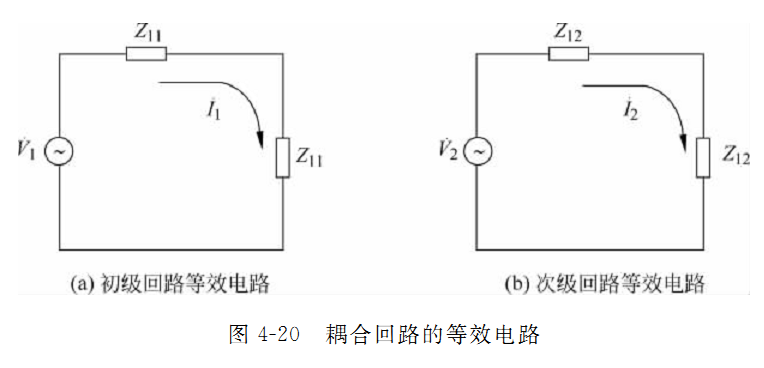 Z11 Z12
V̇1 İ1 Z11 V̇2 İ2 Z12
(a) 初级回路等效电路 (b) 次级回路等效电路
图 4-20 耦合回路的等效电路